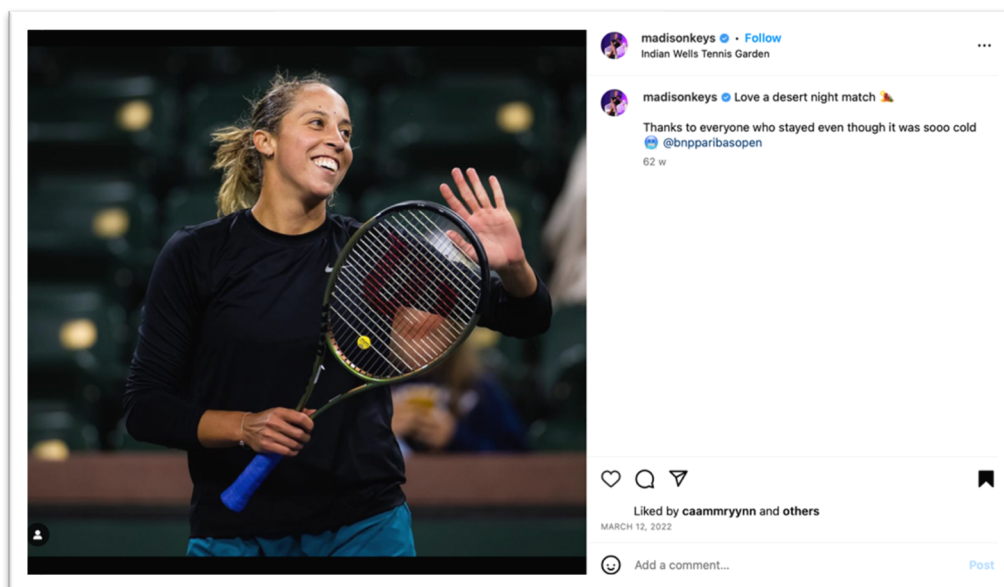 madisonkeys • Follow
Indian Wells Tennis Garden
madisonkeys Love a desert night match 🌶️
Thanks to everyone who stayed even though it was sooo cold
🥶 @bnpparibasopen
62 w
Liked by caammryynn and others
MARCH 12, 2022
Add a comment...
Post